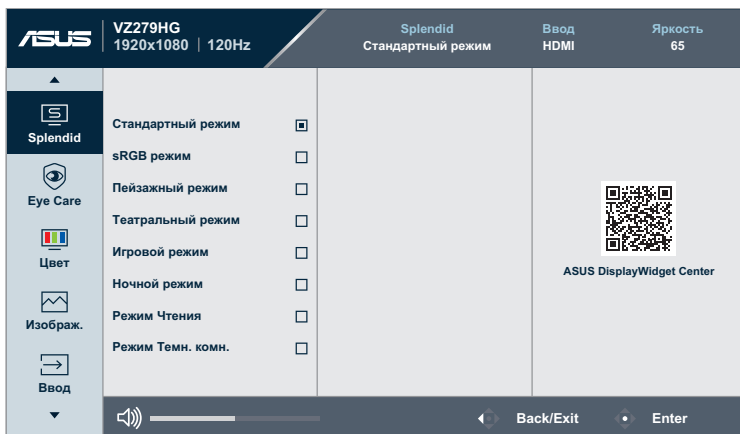 ASUS
VZ279HG
1920x1080 | 120Hz
Splendid
Стандартный режим
Ввод
HDMI
Яркость
65
Splendid
Eye Care
Цвет
Изображ.
Ввод
Стандартный режим
sRGB режим
Пейзажный режим
Театральный режим
Игровой режим
Ночной режим
Режим Чтения
Режим Темн. комн.
ASUS DisplayWidget Center
Back/Exit
Enter